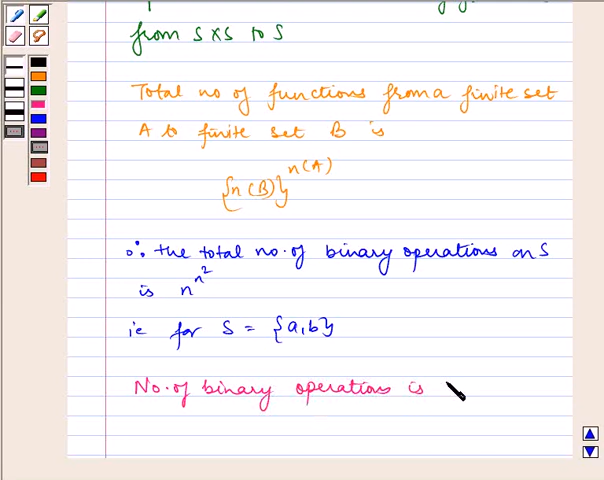 from S×S to S
Total no of functions from a finite set
A to finite set B is
{n(B)}^n(A)
∴ the total no. of binary operations on S
is n^n^2
ie for S = {a,b}
No. of binary operations is